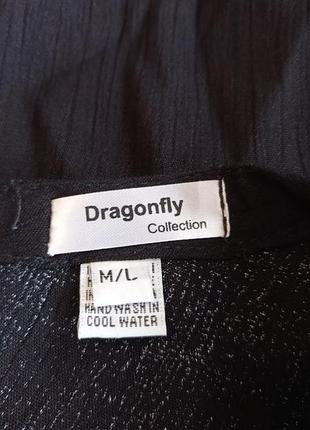 Dragonfly
Collection
M/L
HAND WASH IN
COOL WATER